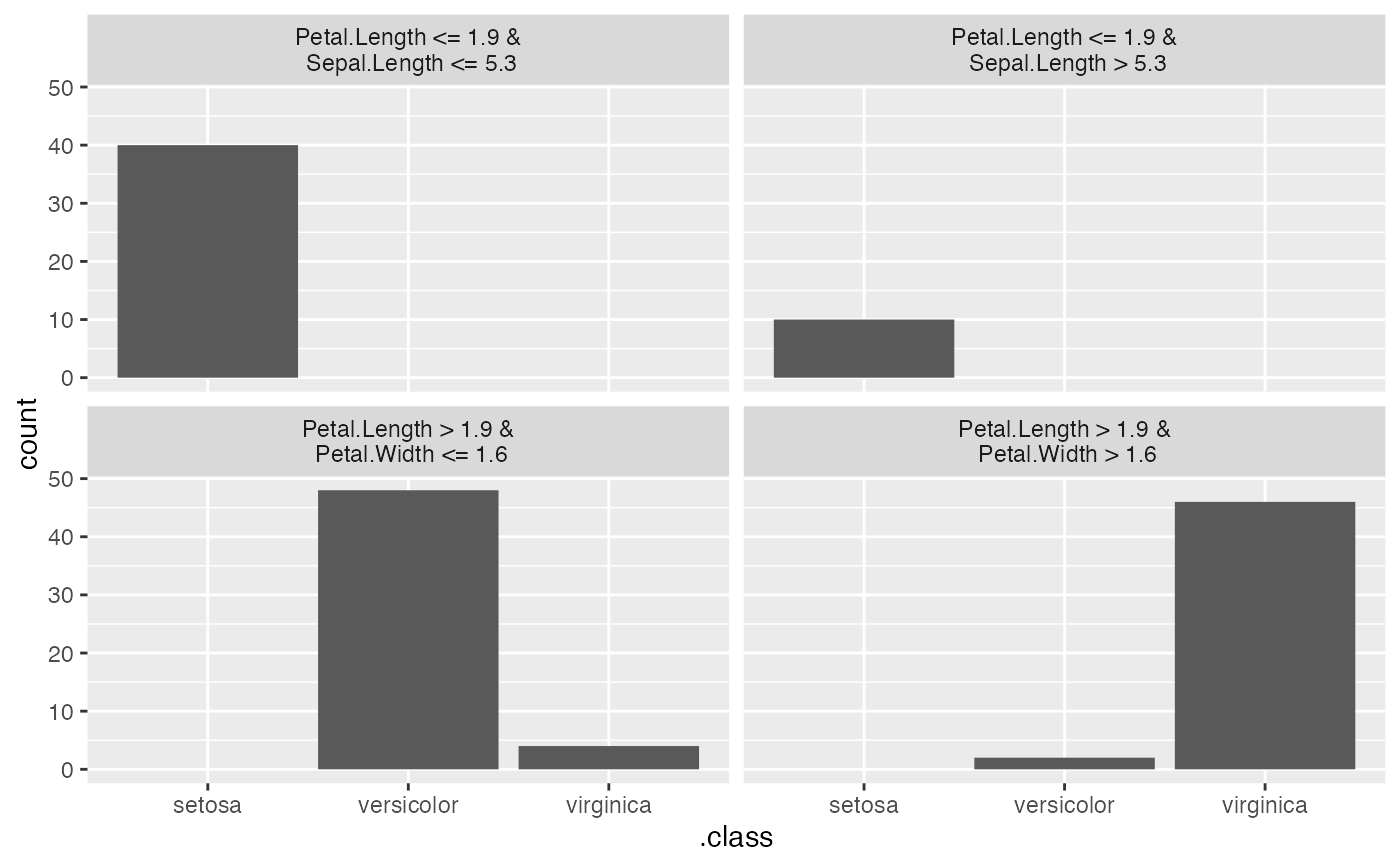 Petal.Length <= 1.9 &
Sepal.Length <= 5.3
Petal.Length <= 1.9 &
Sepal.Length > 5.3
50
40
30
20
10
0
count
Petal.Length > 1.9 &
Petal.Width <= 1.6
Petal.Length > 1.9 &
Petal.Width > 1.6
50
40
30
20
10
0
setosa versicolor virginica
setosa versicolor virginica
.class